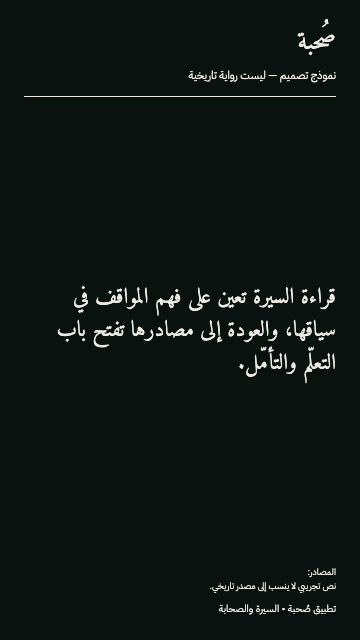 صُحبة
نموذج تصميم — ليست رواية تاريخية
قراءة السيرة تعين على فهم المواقف في
سياقها، والعودة إلى مصادرها تفتح باب
التعلّم والتأمّل.
المصادر:
نص تجريبي لا ينسب إلى مصدر تاريخي.
تطبيق صُحبة • السيرة والصحابة